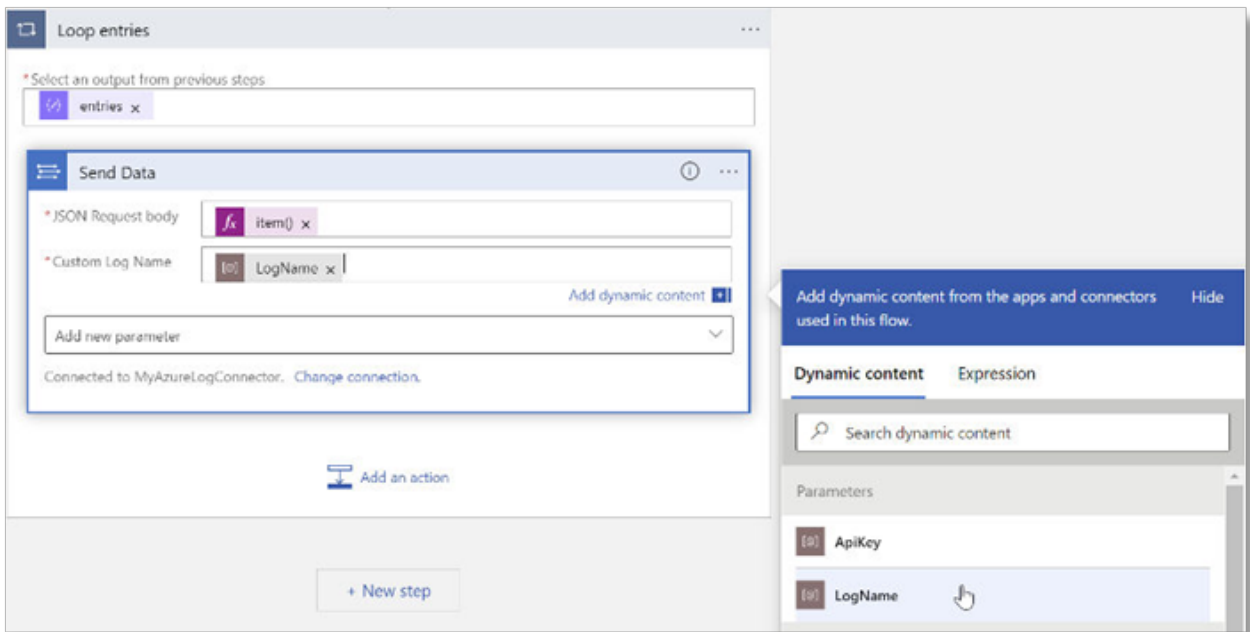 Loop entries
*Select an output from previous steps
entries ×
Send Data
*JSON Request body
fx item() ×
*Custom Log Name
LogName ×
Add dynamic content
Add new parameter
Connected to MyAzureLogConnector. Change connection.
Add an action
+ New step
Add dynamic content from the apps and connectors
used in this flow.
Hide
Dynamic content
Expression
Search dynamic content
Parameters
ApiKey
LogName